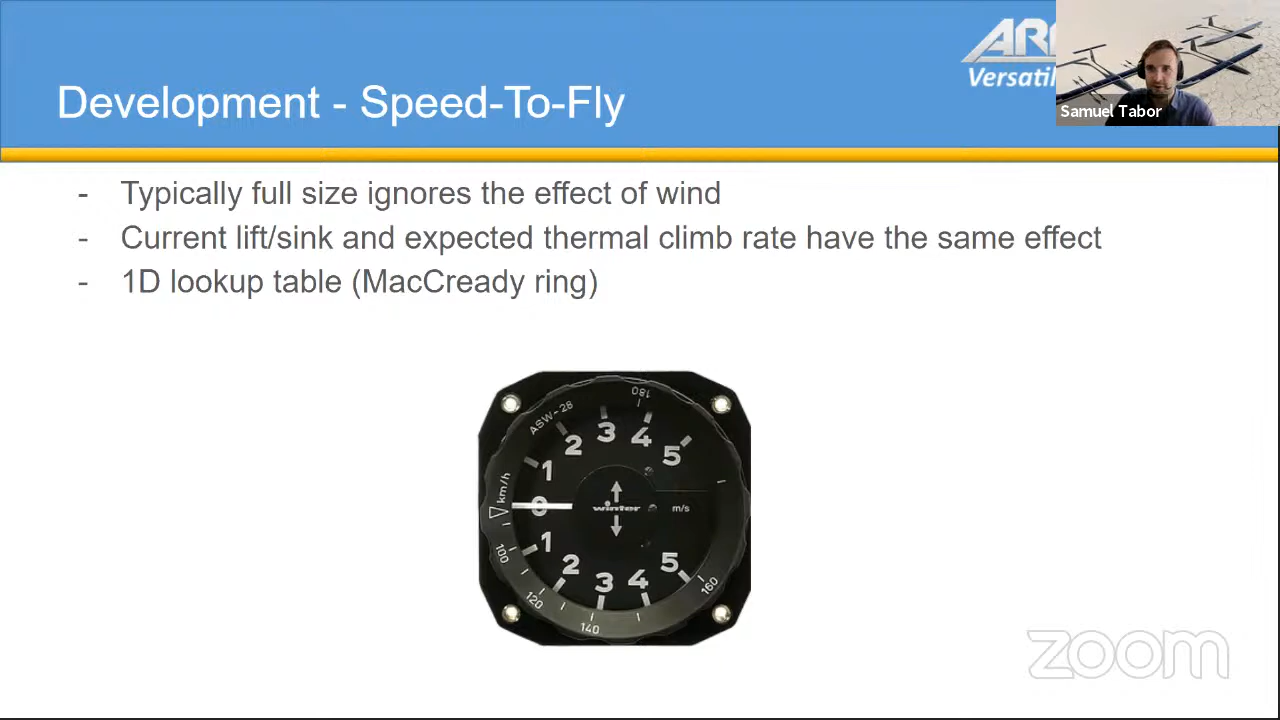 Development - Speed-To-Fly
Versatil
Samuel Tabor
- Typically full size ignores the effect of wind
- Current lift/sink and expected thermal climb rate have the same effect
- 1D lookup table (MacCready ring)
ASW-28
180
3
4
2
5
1
km/h
0
winter
m/s
1
100
2
5
3
4
160
120
140
zoom